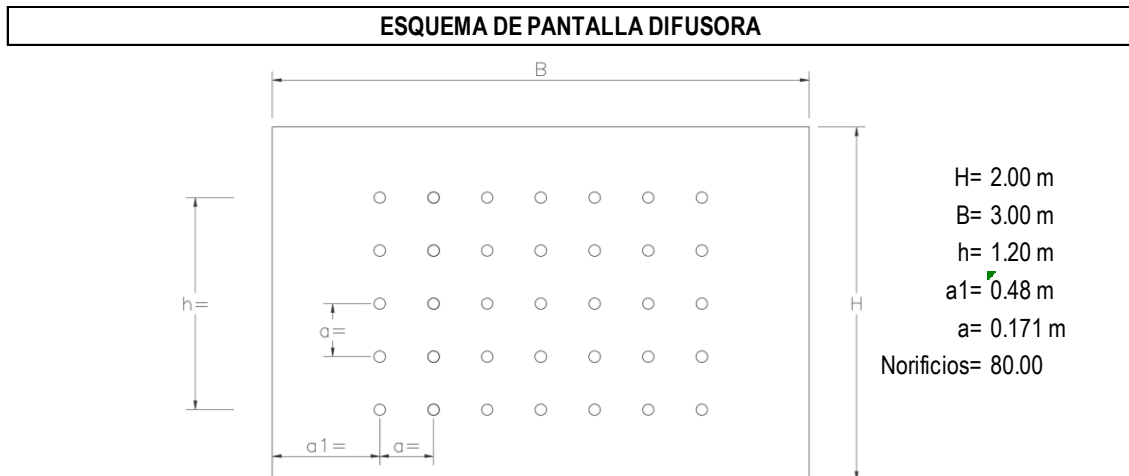 ESQUEMA DE PANTALLA DIFUSORA
B
h=
a=
a1=
a=
H
H= 2.00 m
B= 3.00 m
h= 1.20 m
a1= 0.48 m
a= 0.171 m
Norificios= 80.00